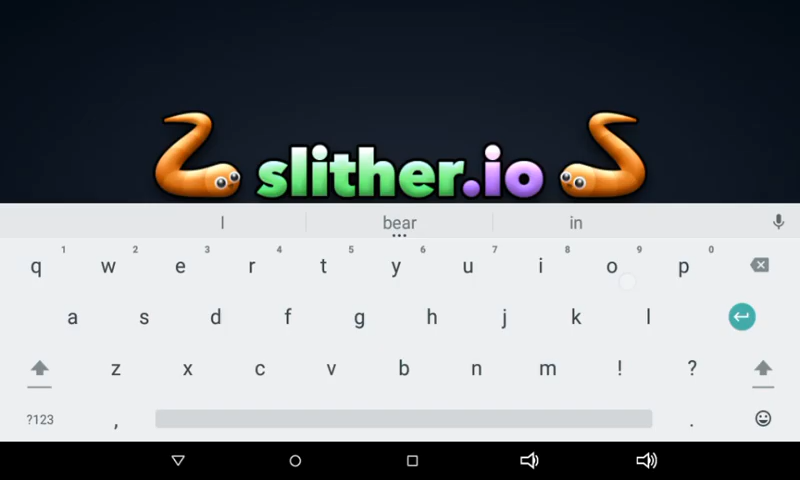 slither.io
l bear in
1 2 3 4 5 6 7 8 9 0
q w e r t y u i o p
a s d f g h j k l
z x c v b n m ! ?
?123 , .